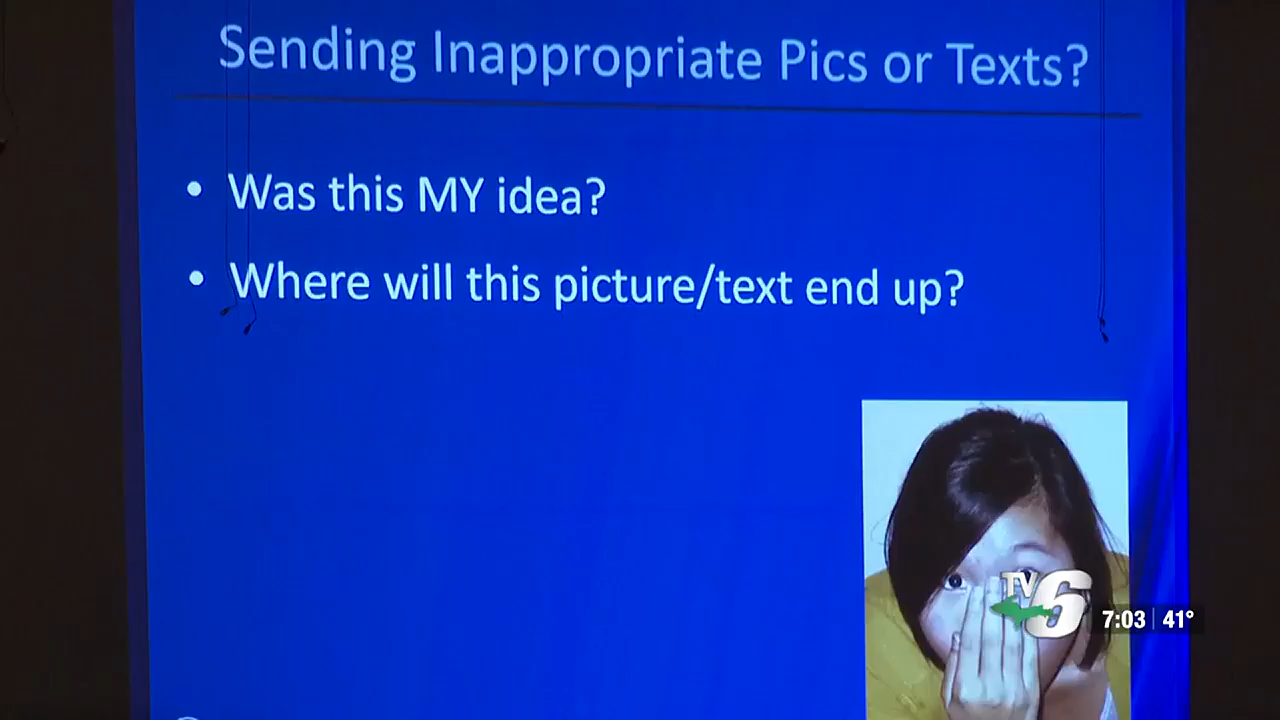 Sending Inappropriate Pics or Texts?
• Was this MY idea?
• Where will this picture/text end up?
TV
6
7:03 | 41°